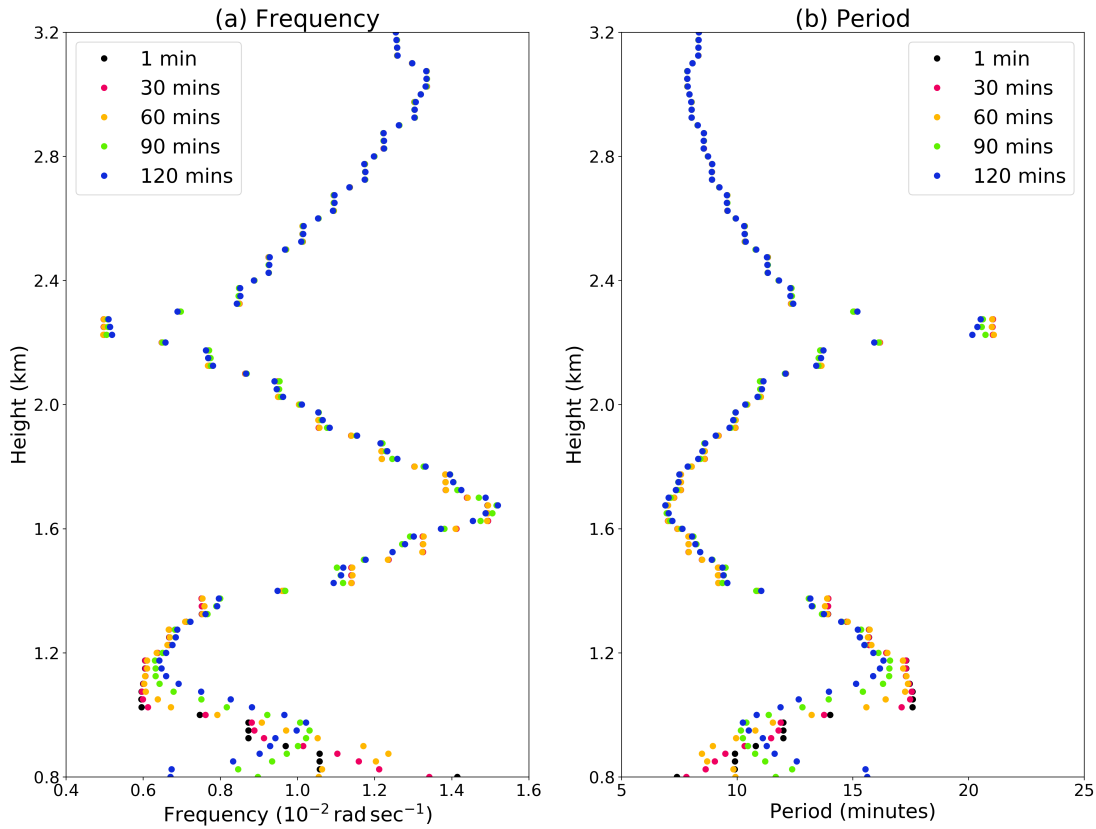 (a) Frequency
3.2
2.8
2.4
2.0
1.6
1.2
0.8
Height (km)
1 min
30 mins
60 mins
90 mins
120 mins
0.4 0.6 0.8 1.0 1.2 1.4 1.6
Frequency (10⁻² rad sec⁻¹)
(b) Period
3.2
2.8
2.4
2.0
1.6
1.2
0.8
Height (km)
1 min
30 mins
60 mins
90 mins
120 mins
5 10 15 20 25
Period (minutes)